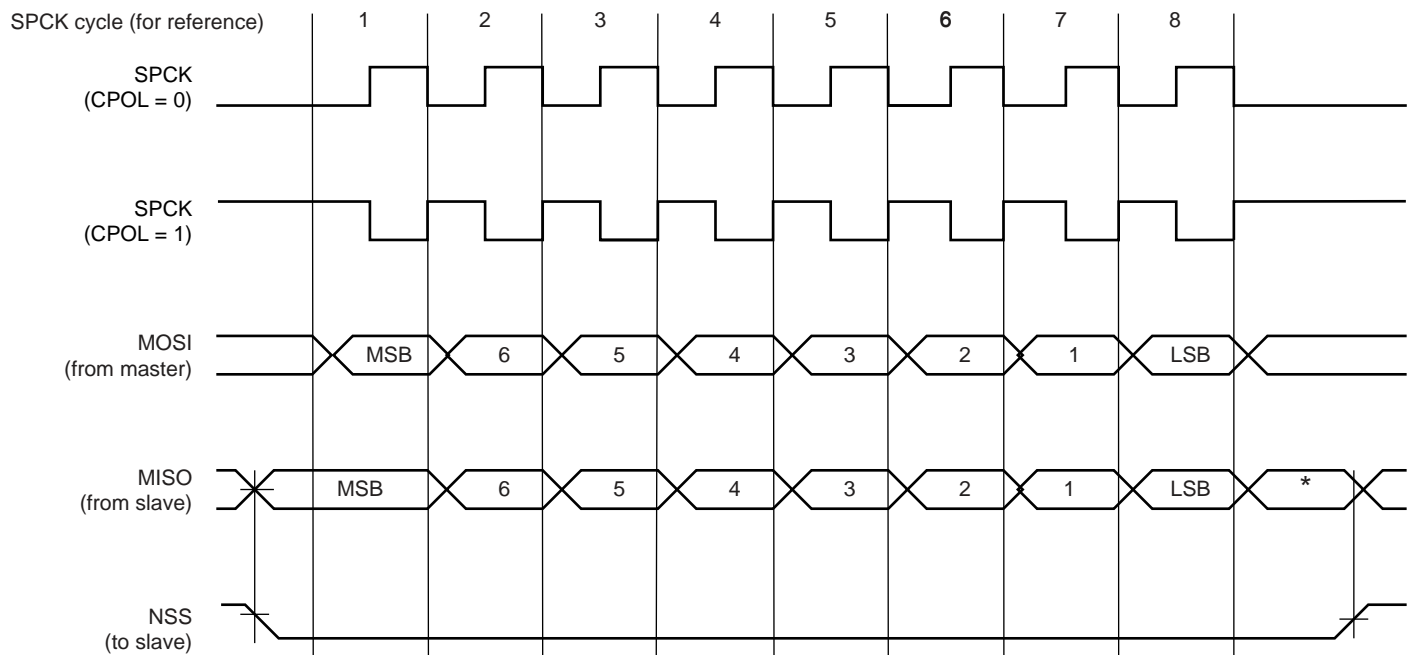 SPCK cycle (for reference) 1 2 3 4 5 6 7 8
SPCK
(CPOL = 0)
SPCK
(CPOL = 1)
MOSI
(from master)
MSB 6 5 4 3 2 1 LSB
MISO
(from slave)
MSB 6 5 4 3 2 1 LSB *
NSS
(to slave)